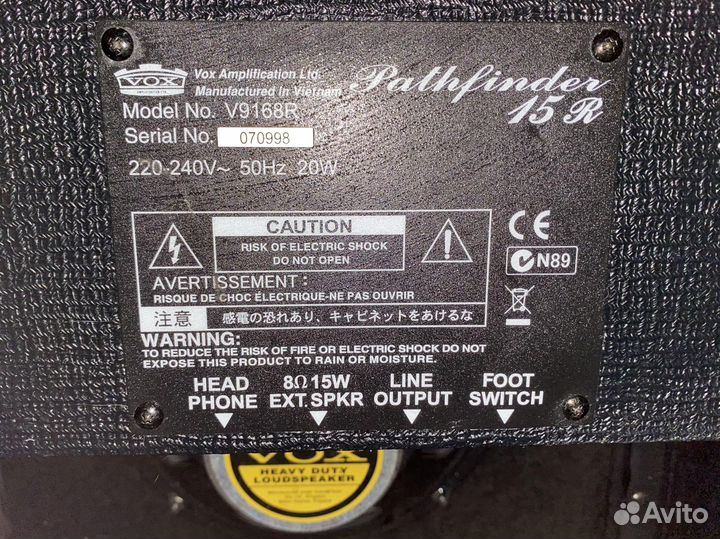 VOX
Vox Amplification Ltd.
Manufactured in Vietnam
Pathfinder
15R
Model No. V9168R
Serial No. 070998
220-240V~ 50Hz 20W
CAUTION
RISK OF ELECTRIC SHOCK
DO NOT OPEN
AVERTISSEMENT:
RISQUE DE CHOC ÉLECTRIQUE-NE PAS OUVRIR
注意 感電の恐れあり、キャビネットをあけるな
CE
N89
WARNING:
TO REDUCE THE RISK OF FIRE OR ELECTRIC SHOCK DO NOT
EXPOSE THIS PRODUCT TO RAIN OR MOISTURE.
HEAD PHONE
8Ω15W EXT.SPKR
LINE OUTPUT
FOOT SWITCH
VOX
HEAVY DUTY
LOUDSPEAKER
Avito